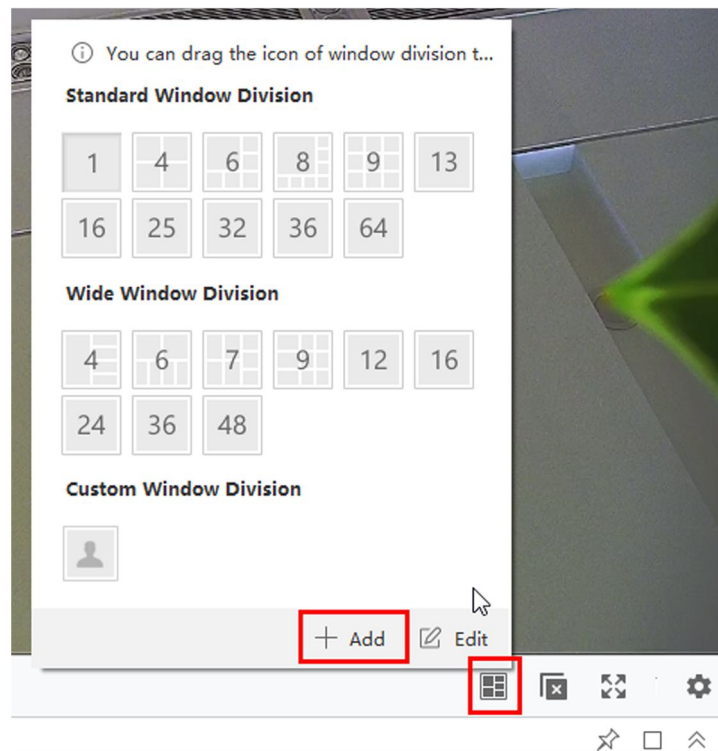 You can drag the icon of window division t...
Standard Window Division
1 4 6 8 9 13
16 25 32 36 64
Wide Window Division
4 6 7 9 12 16
24 36 48
Custom Window Division
Add Edit